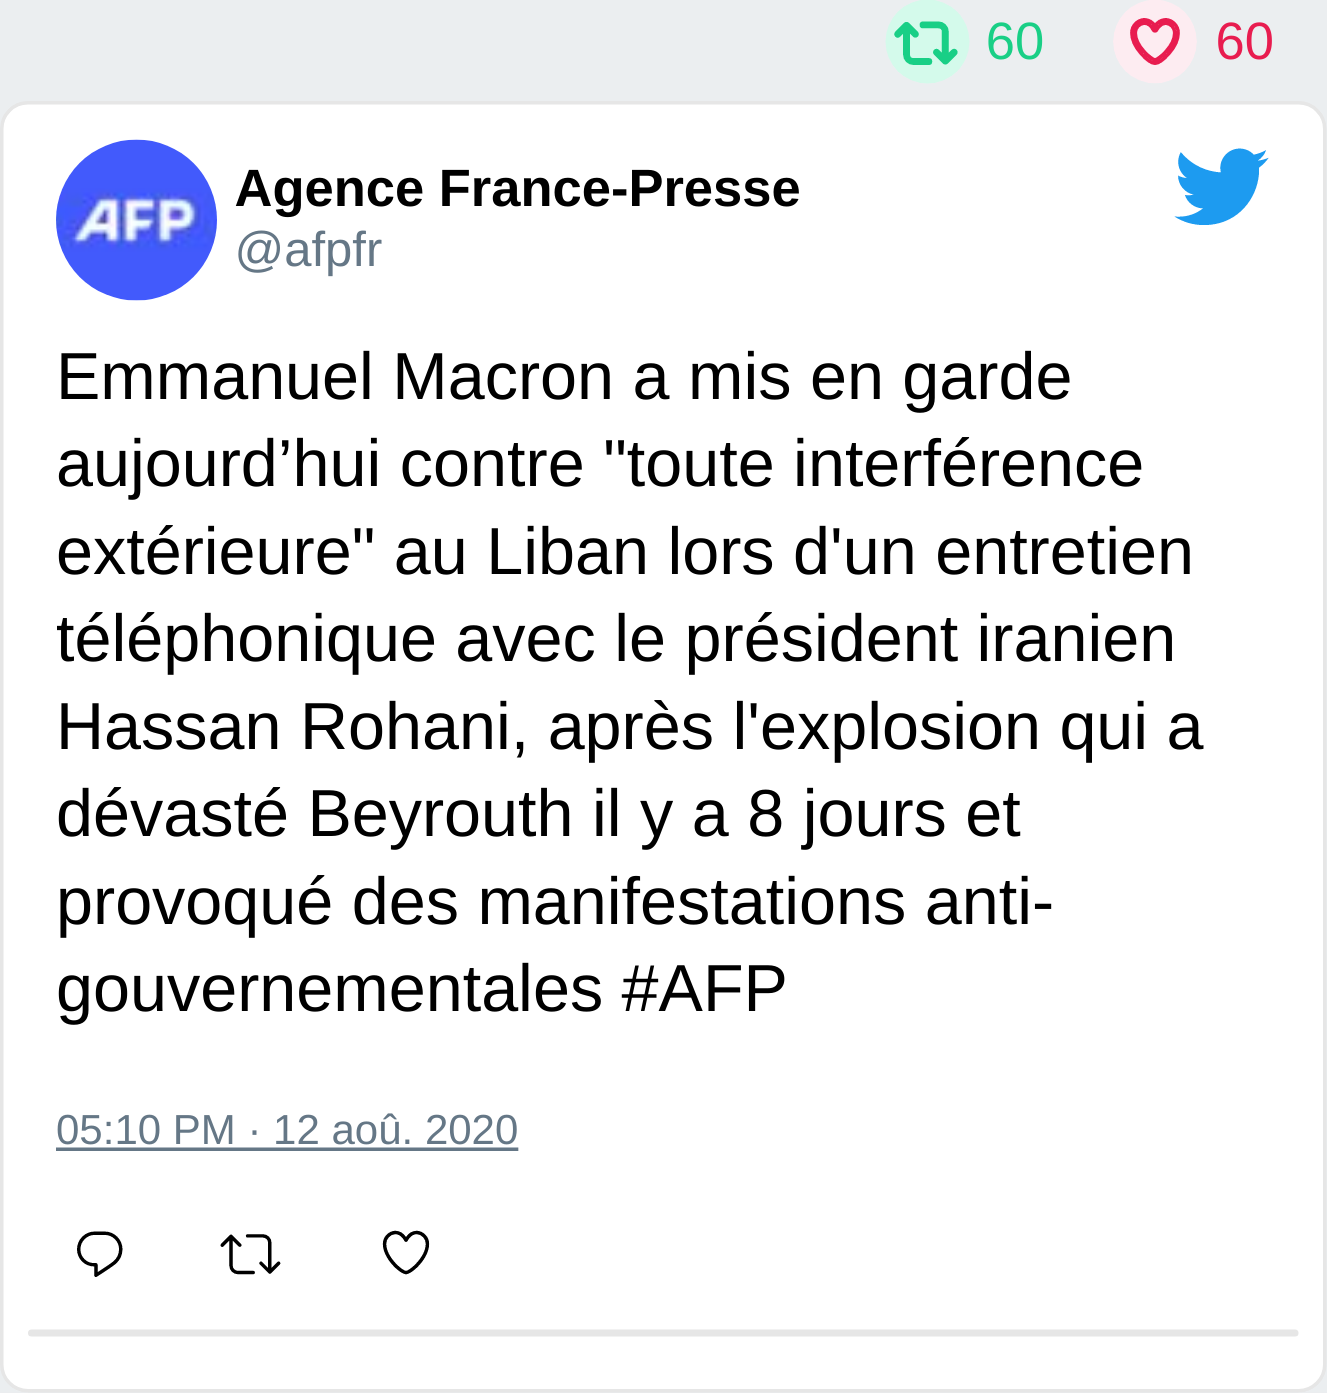 60 60
AFP
Agence France-Presse
@afpfr
Emmanuel Macron a mis en garde
aujourd’hui contre "toute interférence
extérieure" au Liban lors d'un entretien
téléphonique avec le président iranien
Hassan Rohani, après l'explosion qui a
dévasté Beyrouth il y a 8 jours et
provoqué des manifestations anti-
gouvernementales #AFP
05:10 PM · 12 aoû. 2020